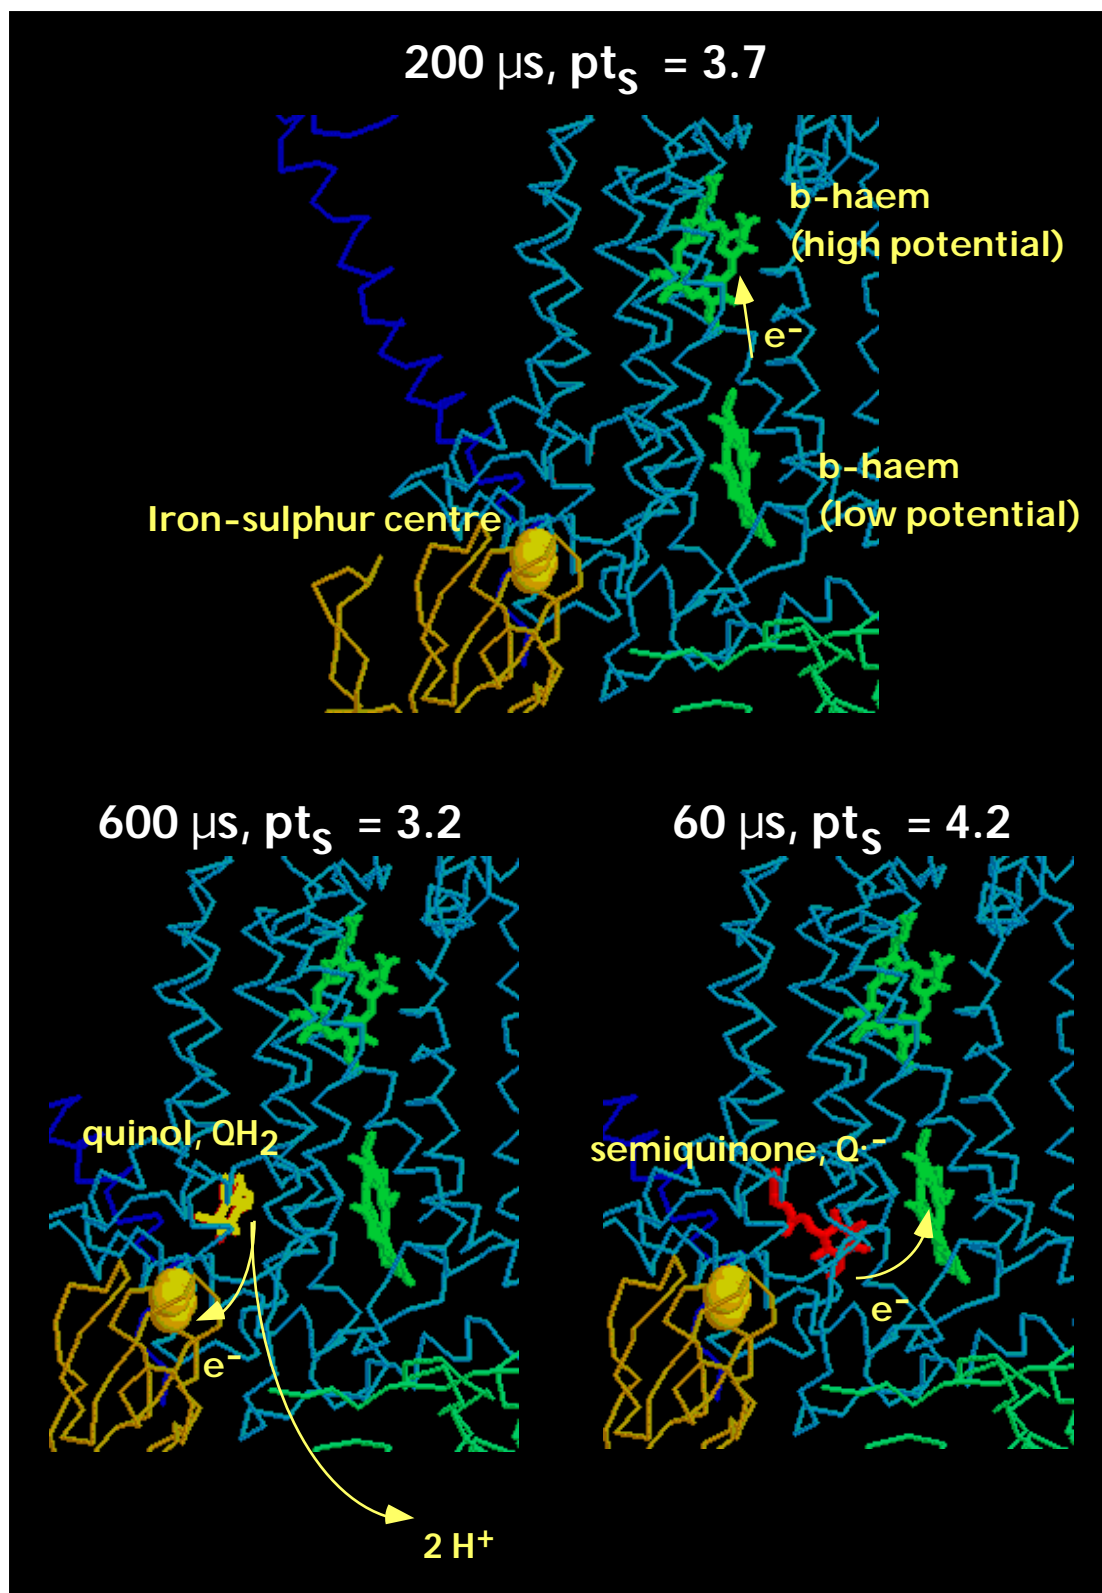 200 µs, pts = 3.7
b-haem
(high potential)
e-
b-haem
(low potential)
Iron-sulphur centre
600 µs, pts = 3.2
60 µs, pts = 4.2
quinol, QH2
e-
2 H+
semiquinone, Q·-
e-